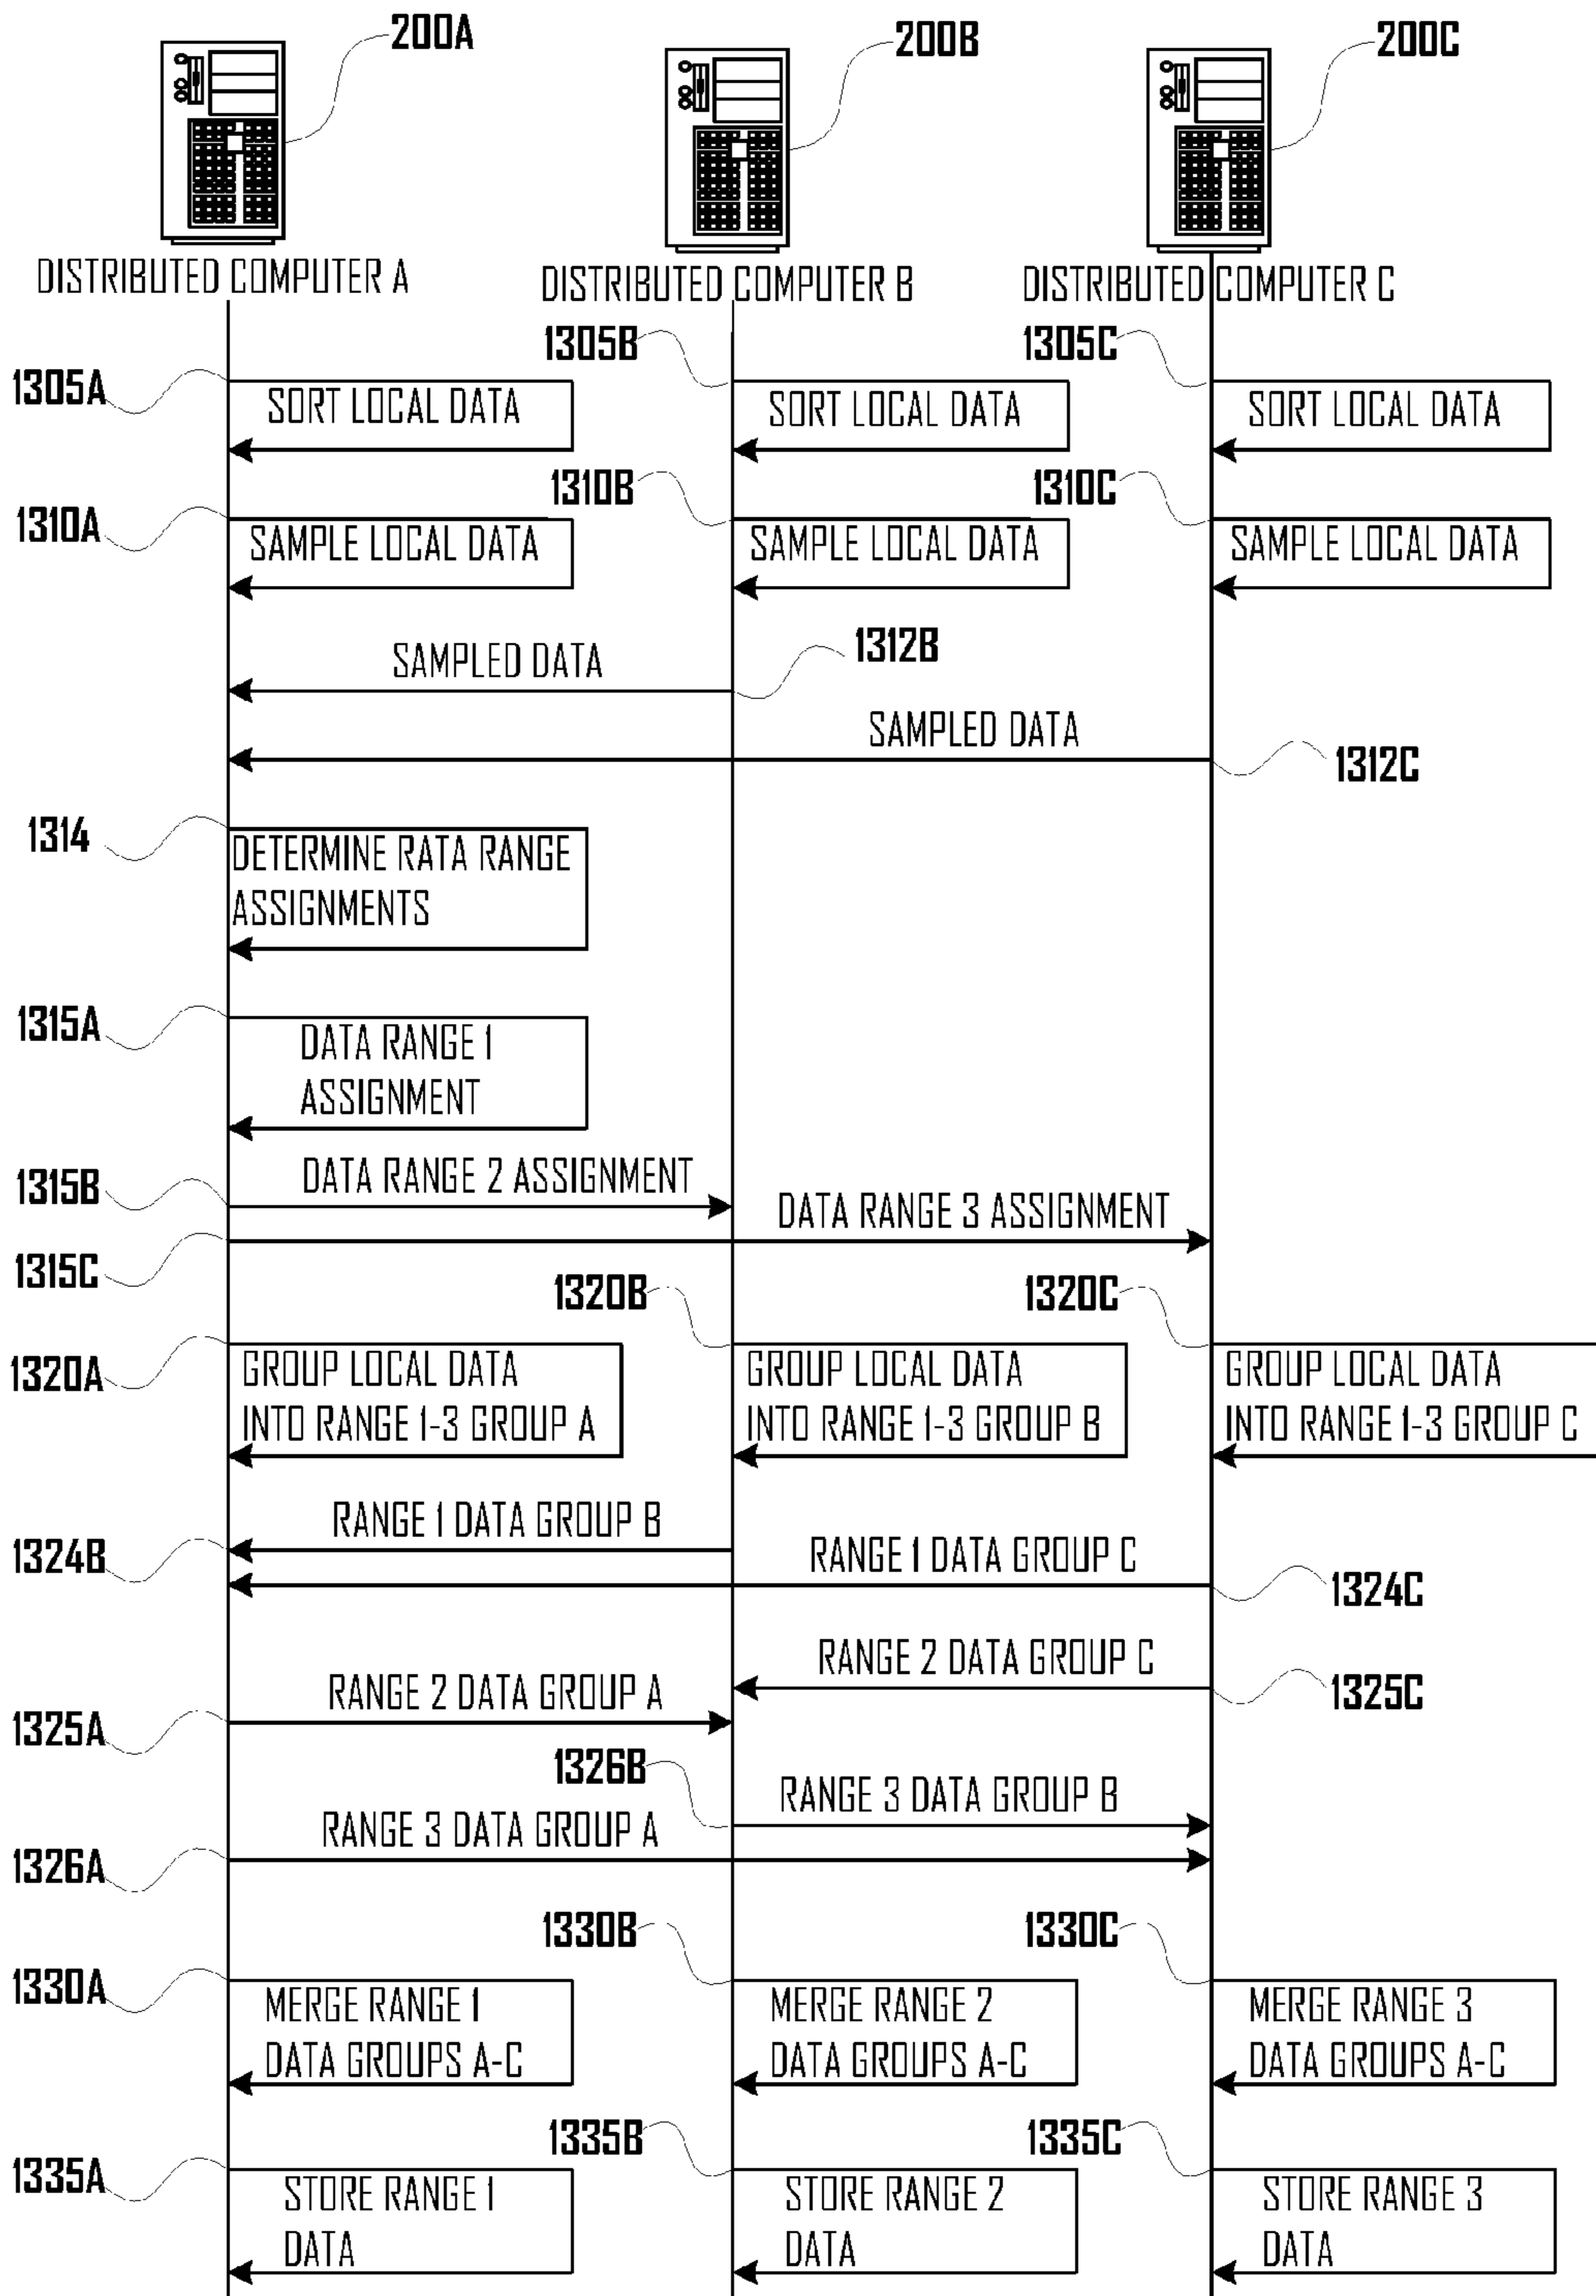 200A
200B
200C
DISTRIBUTED COMPUTER A
DISTRIBUTED COMPUTER B
DISTRIBUTED COMPUTER C
1305A
1305B
1305C
SORT LOCAL DATA
SORT LOCAL DATA
SORT LOCAL DATA
1310A
1310B
1310C
SAMPLE LOCAL DATA
SAMPLE LOCAL DATA
SAMPLE LOCAL DATA
SAMPLED DATA
1312B
SAMPLED DATA
1312C
1314
DETERMINE RATA RANGE
ASSIGNMENTS
1315A
DATA RANGE 1
ASSIGNMENT
1315B
DATA RANGE 2 ASSIGNMENT
DATA RANGE 3 ASSIGNMENT
1315C
1320A
1320B
1320C
GROUP LOCAL DATA
INTO RANGE 1-3 GROUP A
GROUP LOCAL DATA
INTO RANGE 1-3 GROUP B
GROUP LOCAL DATA
INTO RANGE 1-3 GROUP C
RANGE 1 DATA GROUP B
1324B
RANGE 1 DATA GROUP C
1324C
RANGE 2 DATA GROUP C
1325C
RANGE 2 DATA GROUP A
1325A
1326B
RANGE 3 DATA GROUP B
RANGE 3 DATA GROUP A
1326A
1330A
1330B
1330C
MERGE RANGE 1
DATA GROUPS A-C
MERGE RANGE 2
DATA GROUPS A-C
MERGE RANGE 3
DATA GROUPS A-C
1335A
1335B
1335C
STORE RANGE 1
DATA
STORE RANGE 2
DATA
STORE RANGE 3
DATA